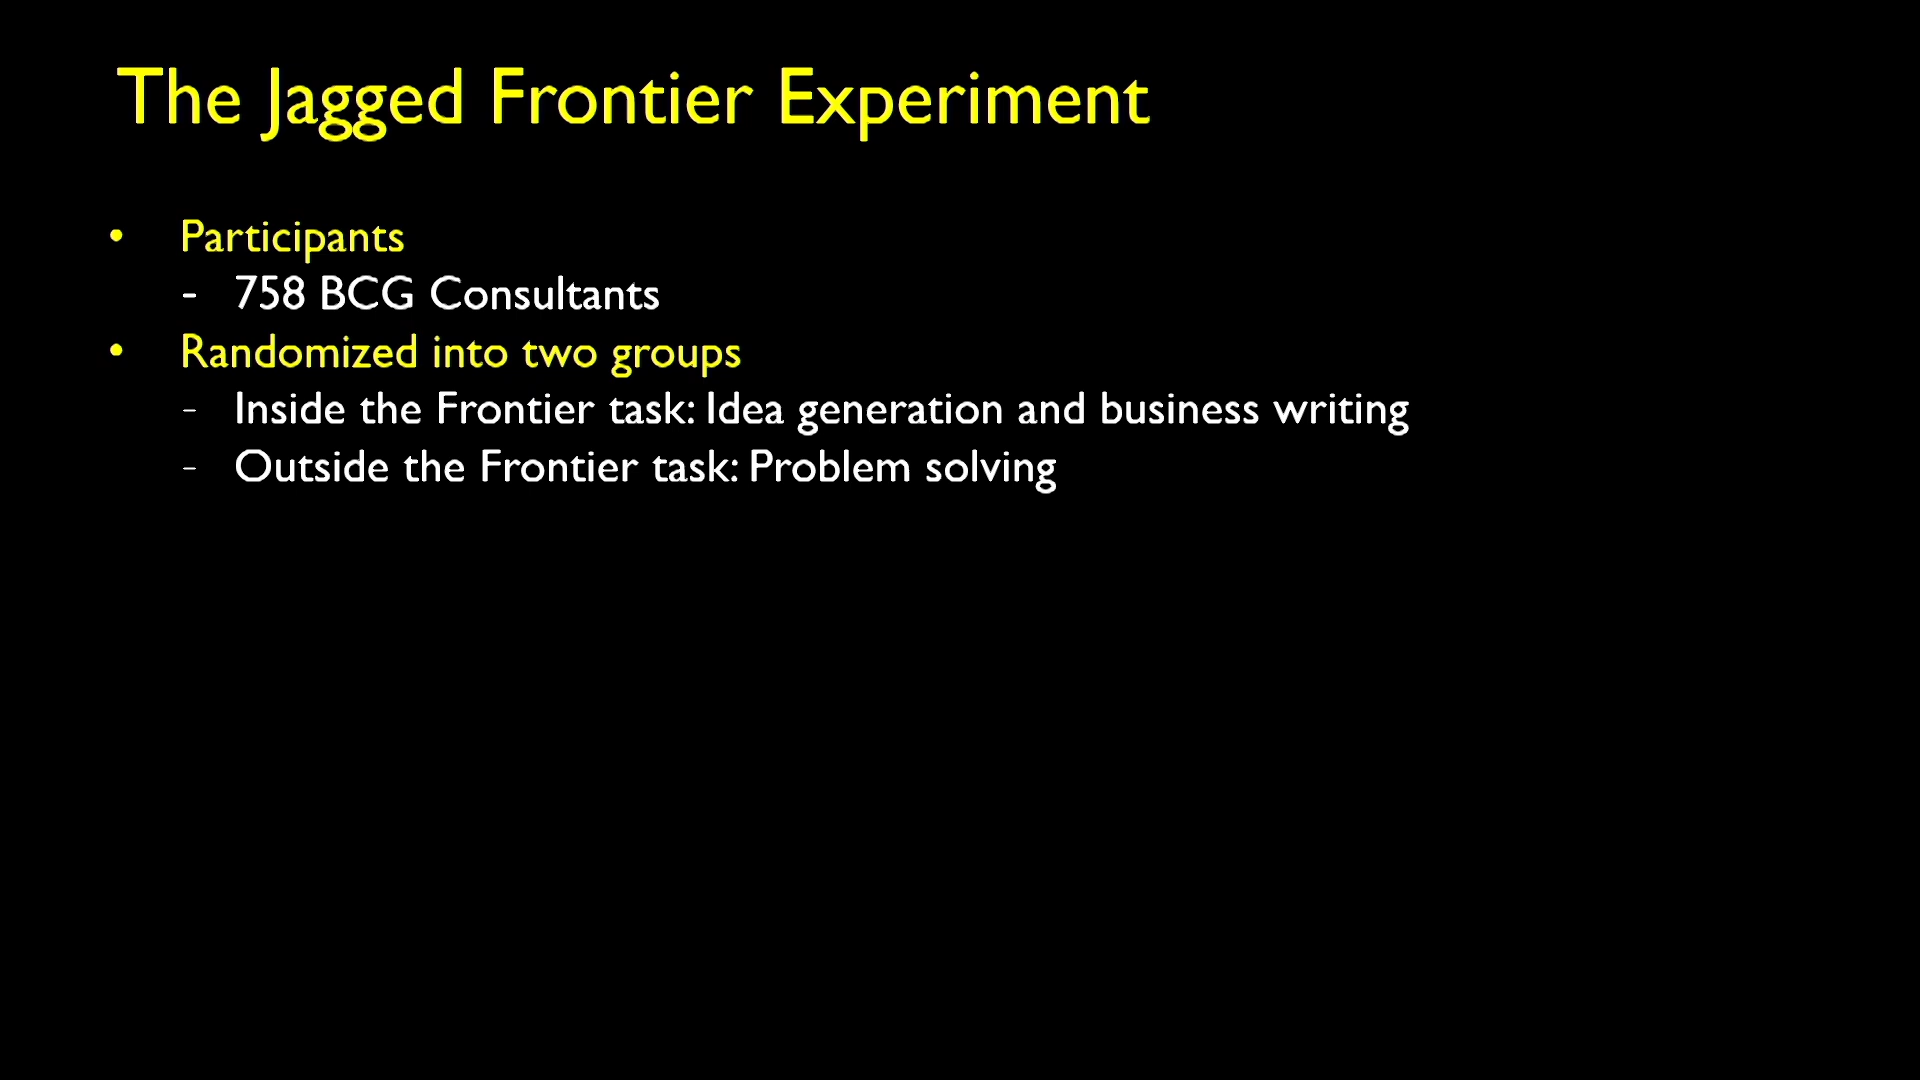 The Jagged Frontier Experiment
• Participants
- 758 BCG Consultants
• Randomized into two groups
- Inside the Frontier task: Idea generation and business writing
- Outside the Frontier task: Problem solving